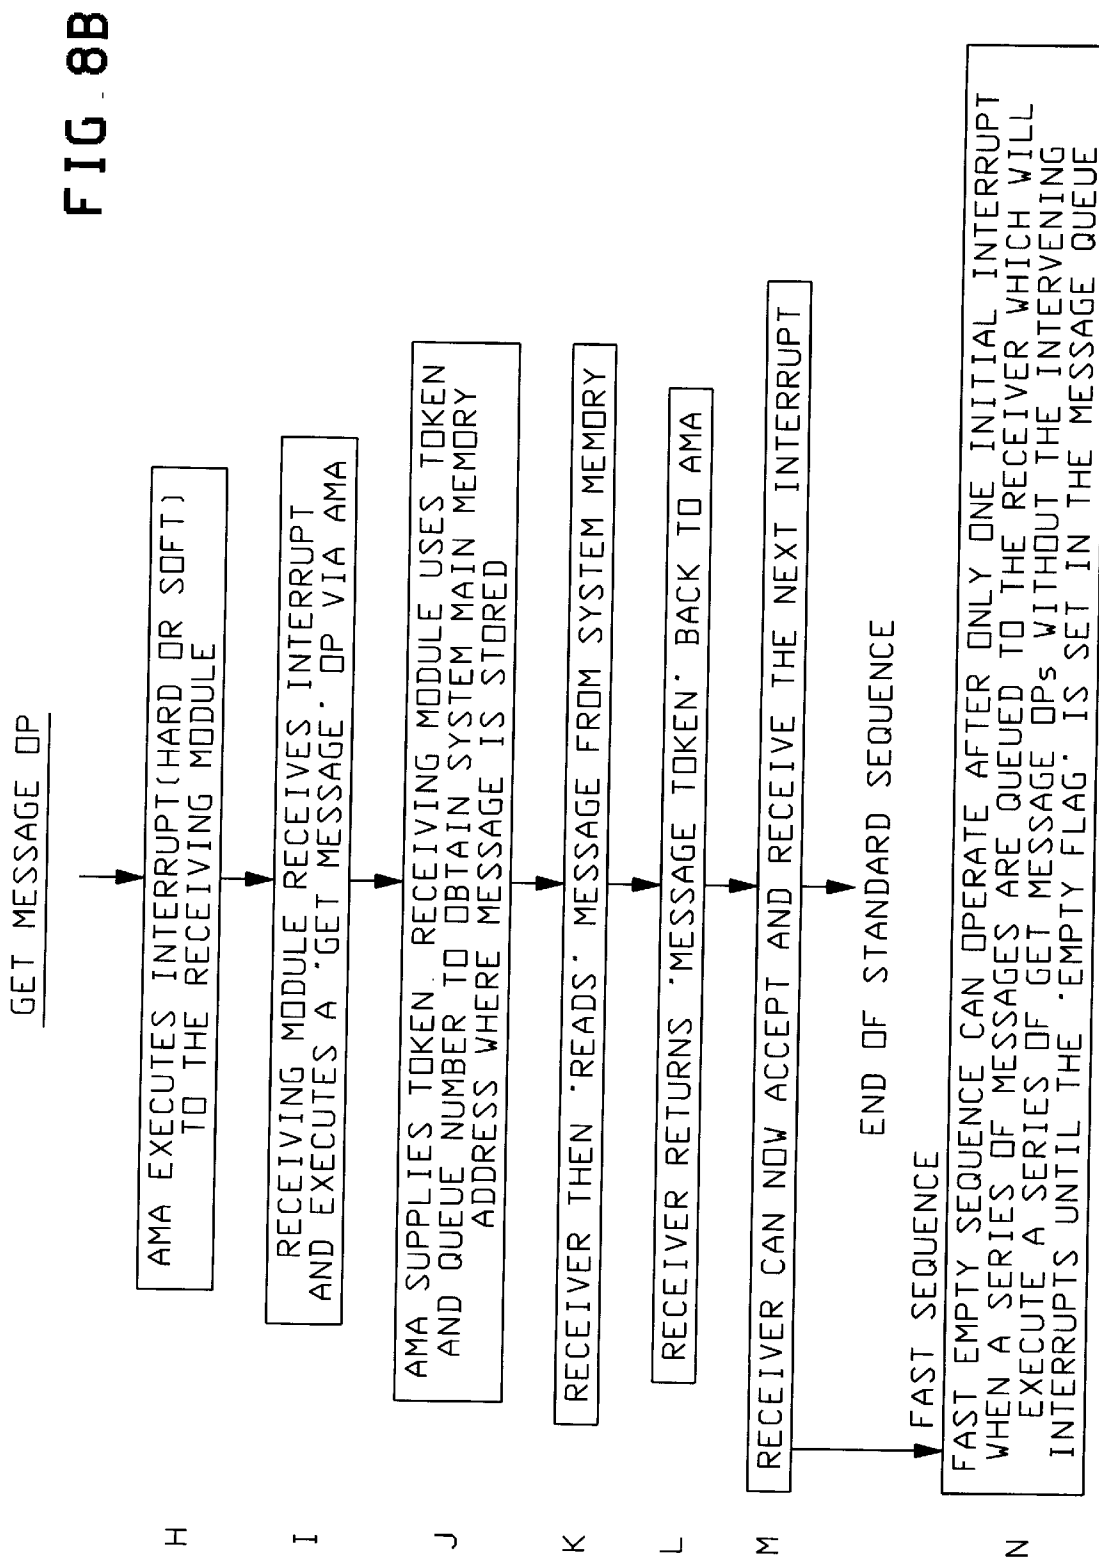 FIG. 8B
GET MESSAGE OP
H
AMA EXECUTES INTERRUPT(HARD OR SOFT)
TO THE RECEIVING MODULE
I
RECEIVING MODULE RECEIVES INTERRUPT
AND EXECUTES A "GET MESSAGE" OP VIA AMA
J
AMA SUPPLIES TOKEN. RECEIVING MODULE USES TOKEN
AND QUEUE NUMBER TO OBTAIN SYSTEM MAIN MEMORY
ADDRESS WHERE MESSAGE IS STORED
K
RECEIVER THEN "READS" MESSAGE FROM SYSTEM MEMORY
L
RECEIVER RETURNS "MESSAGE TOKEN" BACK TO AMA
M
RECEIVER CAN NOW ACCEPT AND RECEIVE THE NEXT INTERRUPT
END OF STANDARD SEQUENCE
FAST SEQUENCE
N
FAST EMPTY SEQUENCE CAN OPERATE AFTER ONLY ONE INITIAL INTERRUPT
WHEN A SERIES OF MESSAGES ARE QUEUED TO THE RECEIVER WHICH WILL
EXECUTE A SERIES OF GET MESSAGE OPs WITHOUT THE INTERVENING
INTERRUPTS UNTIL THE "EMPTY FLAG" IS SET IN THE MESSAGE QUEUE